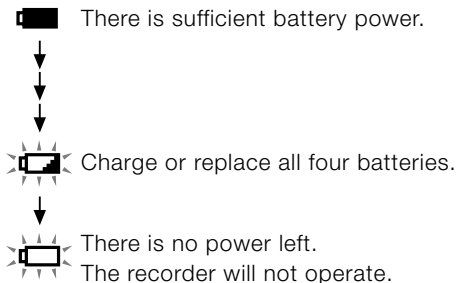 There is sufficient battery power.
Charge or replace all four batteries.
There is no power left.
The recorder will not operate.